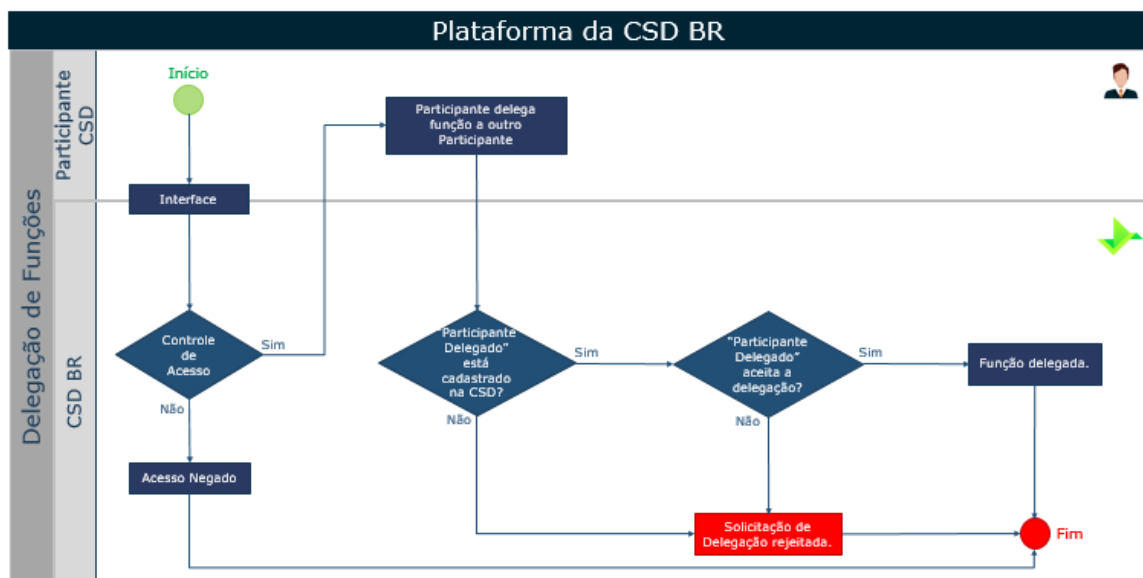 Plataforma da CSD BR
Delegação de Funções
Participante
CSD
CSD BR
Início
Participante delega
função a outro
Participante
Interface
Controle
de
Acesso
Sim
Não
"Participante
Delegado”
está
cadastrado
na CSD?
Sim
Não
“Participante
Delegado”
aceita a
delegação?
Sim
Não
Função delegada.
Acesso Negado
Solicitação de
Delegação rejeitada.
Fim